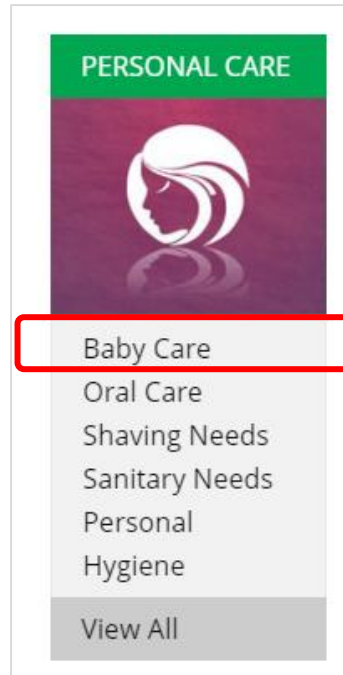 PERSONAL CARE
Baby Care
Oral Care
Shaving Needs
Sanitary Needs
Personal
Hygiene
View All